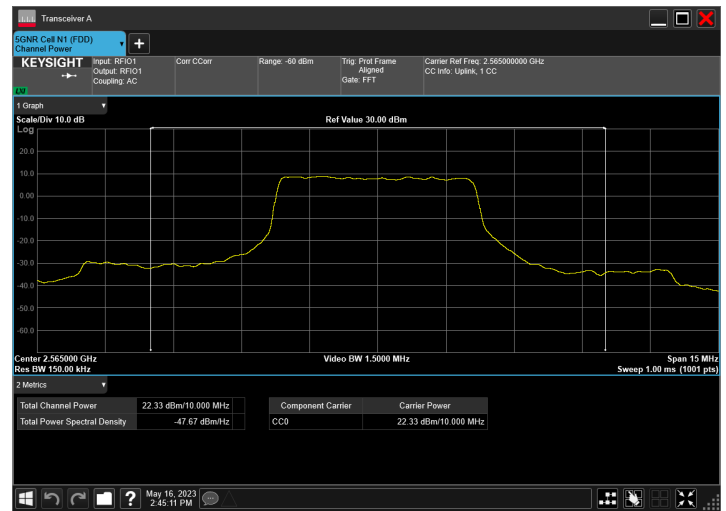 Transceiver A
5GNR Cell N1 (FDD)
Channel Power
KEYSIGHT
LXI
Input: RFIO1
Output: RFIO1
Coupling: AC
Corr CCorr
Range: -60 dBm
Trig: Prot Frame
Aligned
Gate: FFT
Carrier Ref Freq: 2.565000000 GHz
CC Info: Uplink, 1 CC
1 Graph
Scale/Div 10.0 dB
Ref Value 30.00 dBm
Log
20.0
10.0
0.00
-10.0
-20.0
-30.0
-40.0
-50.0
-60.0
Center 2.565000 GHz
Video BW 1.5000 MHz
Span 15 MHz
Res BW 150.00 kHz
Sweep 1.00 ms (1001 pts)
2 Metrics
Total Channel Power 22.33 dBm/10.000 MHz
Total Power Spectral Density -47.67 dBm/Hz
Component Carrier Carrier Power
CC0 22.33 dBm/10.000 MHz
May 16, 2023
2:45:11 PM